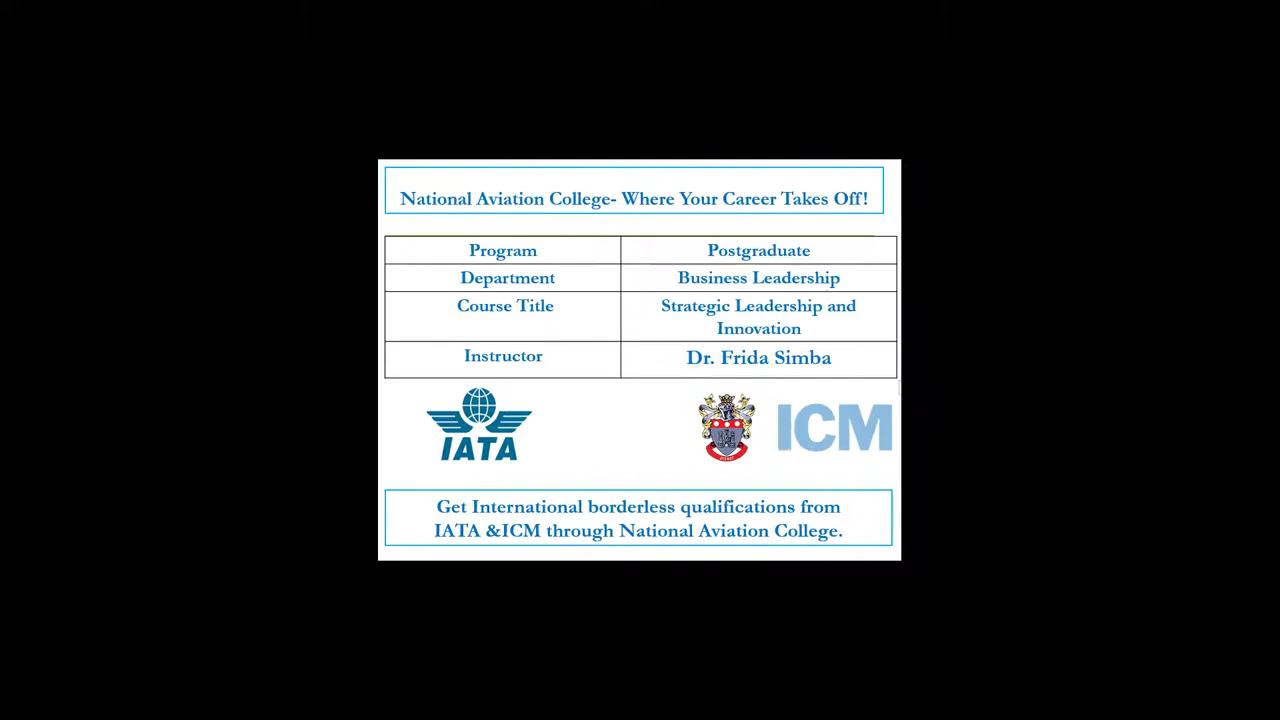 National Aviation College- Where Your Career Takes Off!
Program Postgraduate
Department Business Leadership
Course Title Strategic Leadership and
Innovation
Instructor Dr. Frida Simba
IATA ICM
Get International borderless qualifications from
IATA &ICM through National Aviation College.